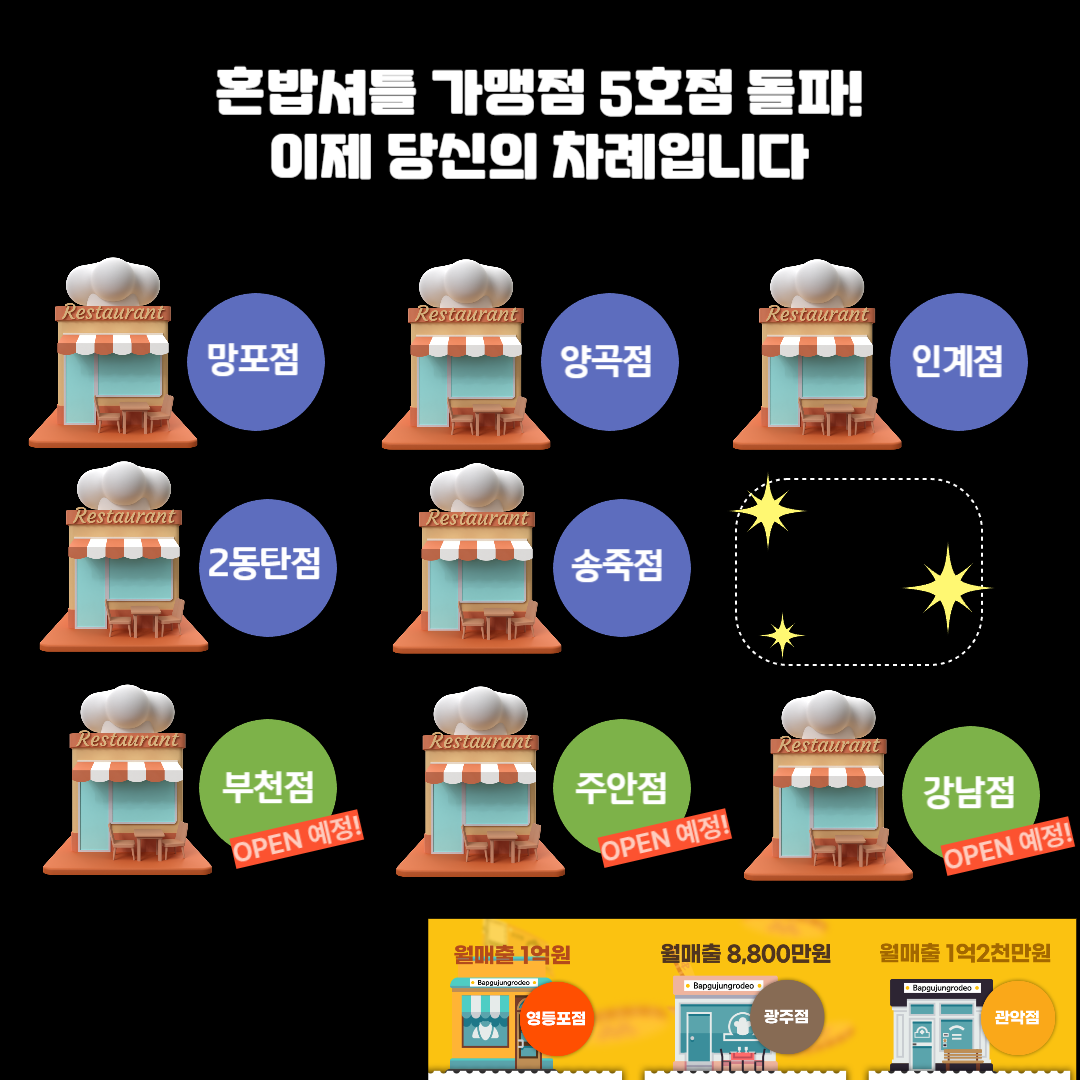 혼밥셔틀 가맹점 5호점 돌파!
이제 당신의 차례입니다
Restaurant
망포점
Restaurant
양곡점
Restaurant
인계점
Restaurant
2동탄점
Restaurant
송죽점
Restaurant
부천점
OPEN 예정!
Restaurant
주안점
OPEN 예정!
Restaurant
강남점
OPEN 예정!
월매출 1억원
월매출 8,800만원
월매출 1억2천만원
Bapgujungrodeo
영등포점
Bapgujungrodeo
광주점
Bapgujungrodeo
관악점